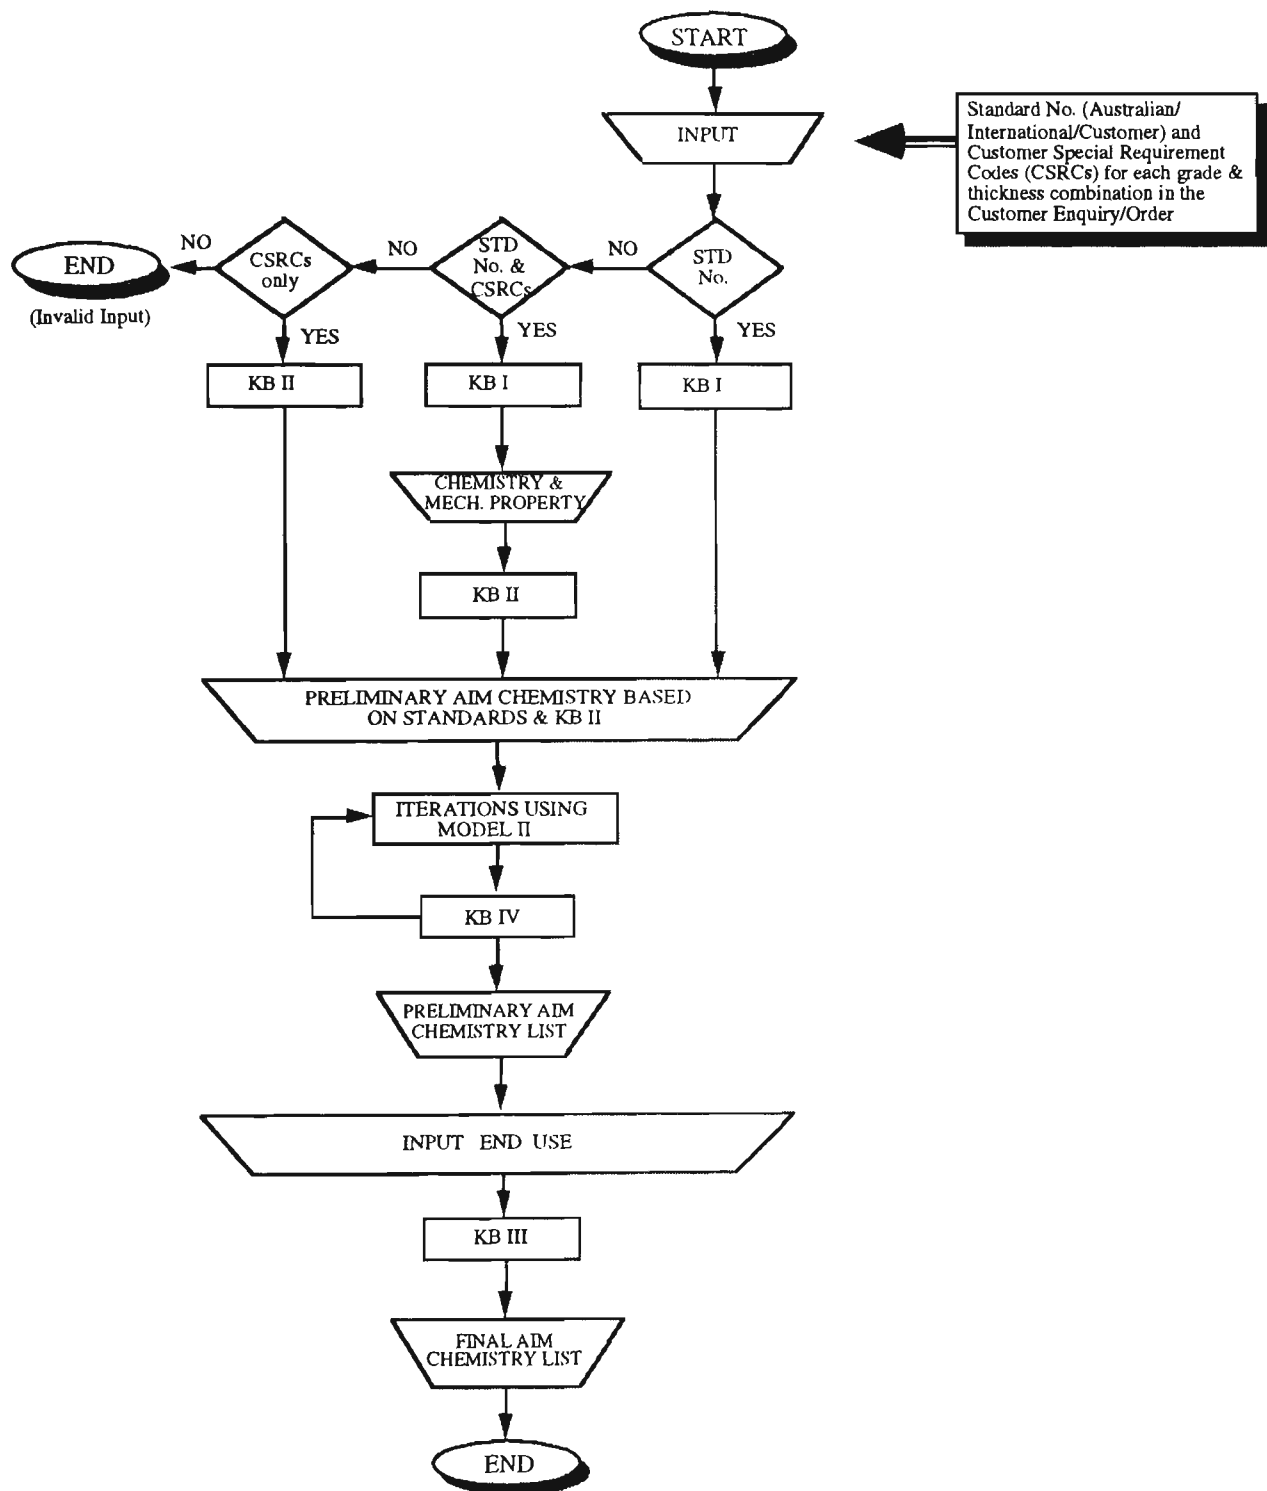 START
INPUT
Standard No. (Australian/
International/Customer) and
Customer Special Requirement
Codes (CSRCs) for each grade &
thickness combination in the
Customer Enquiry/Order
END
(Invalid Input)
NO
CSRCs
only
NO
STD
No. &
CSRCs
NO
STD
No.
YES
YES
YES
KB II
KB I
KB I
CHEMISTRY &
MECH. PROPERTY
KB II
PRELIMINARY AIM CHEMISTRY BASED
ON STANDARDS & KB II
ITERATIONS USING
MODEL II
KB IV
PRELIMINARY AIM
CHEMISTRY LIST
INPUT END USE
KB III
FINAL AIM
CHEMISTRY LIST
END